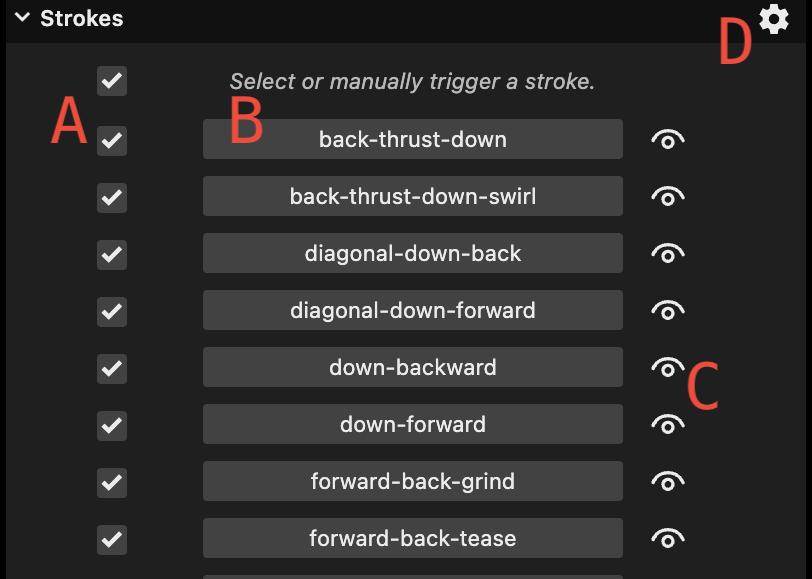 Strokes
D
Select or manually trigger a stroke.
A
B
back-thrust-down
back-thrust-down-swirl
diagonal-down-back
diagonal-down-forward
down-backward
C
down-forward
forward-back-grind
forward-back-tease